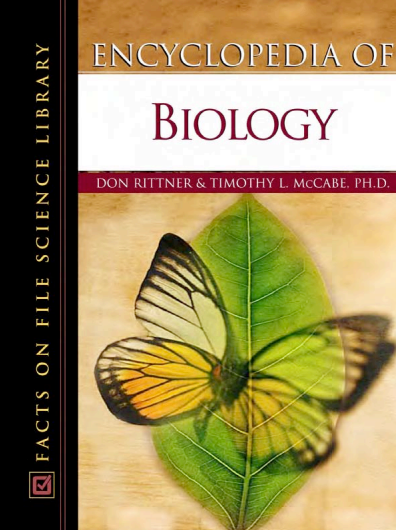 ENCYCLOPEDIA OF
BIOLOGY
DON RITTNER & TIMOTHY L. MCCABE, PH.D.
FACTS ON FILE SCIENCE LIBRARY